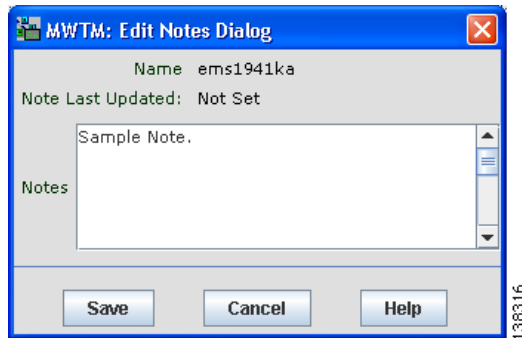 MWTM: Edit Notes Dialog
Name ems1941ka
Note Last Updated: Not Set
Sample Note.
Notes
Save Cancel Help
138316